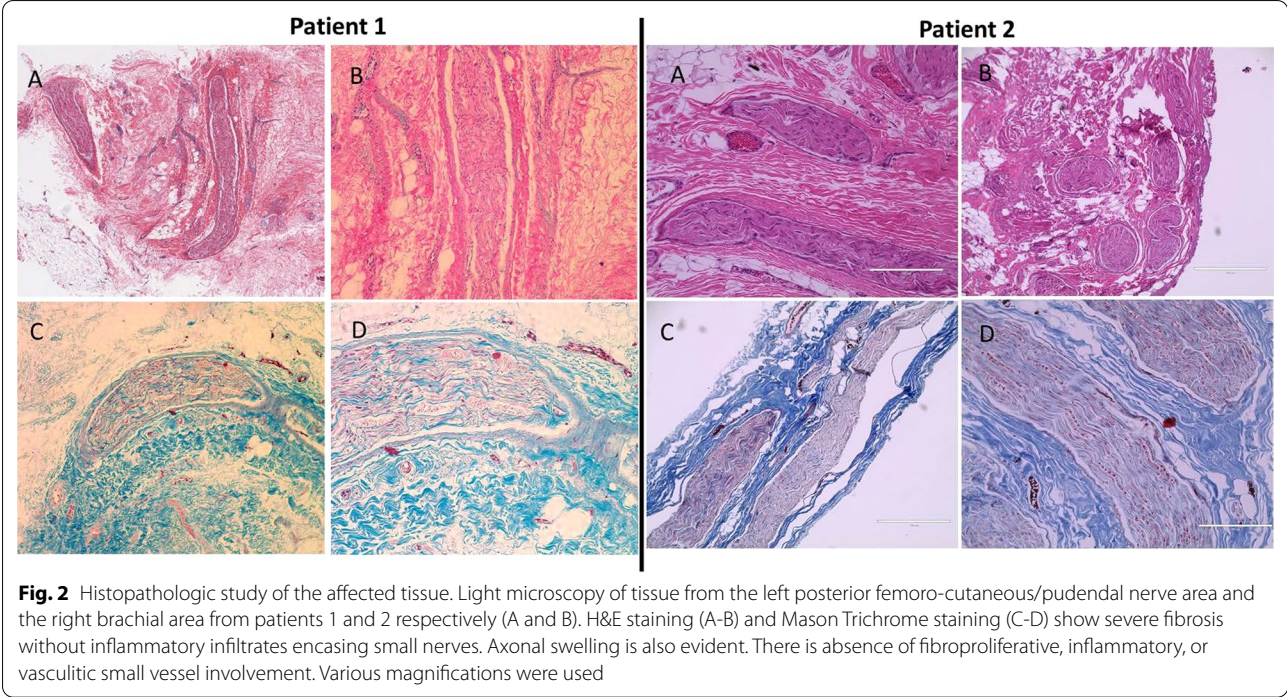 Patient 1
Patient 2
A
B
A
B
C
D
C
D
Fig. 2 Histopathologic study of the affected tissue. Light microscopy of tissue from the left posterior femoro-cutaneous/pudendal nerve area and
the right brachial area from patients 1 and 2 respectively (A and B). H&E staining (A-B) and Mason Trichrome staining (C-D) show severe fibrosis
without inflammatory infiltrates encasing small nerves. Axonal swelling is also evident. There is absence of fibroproliferative, inflammatory, or
vasculitic small vessel involvement. Various magnifications were used